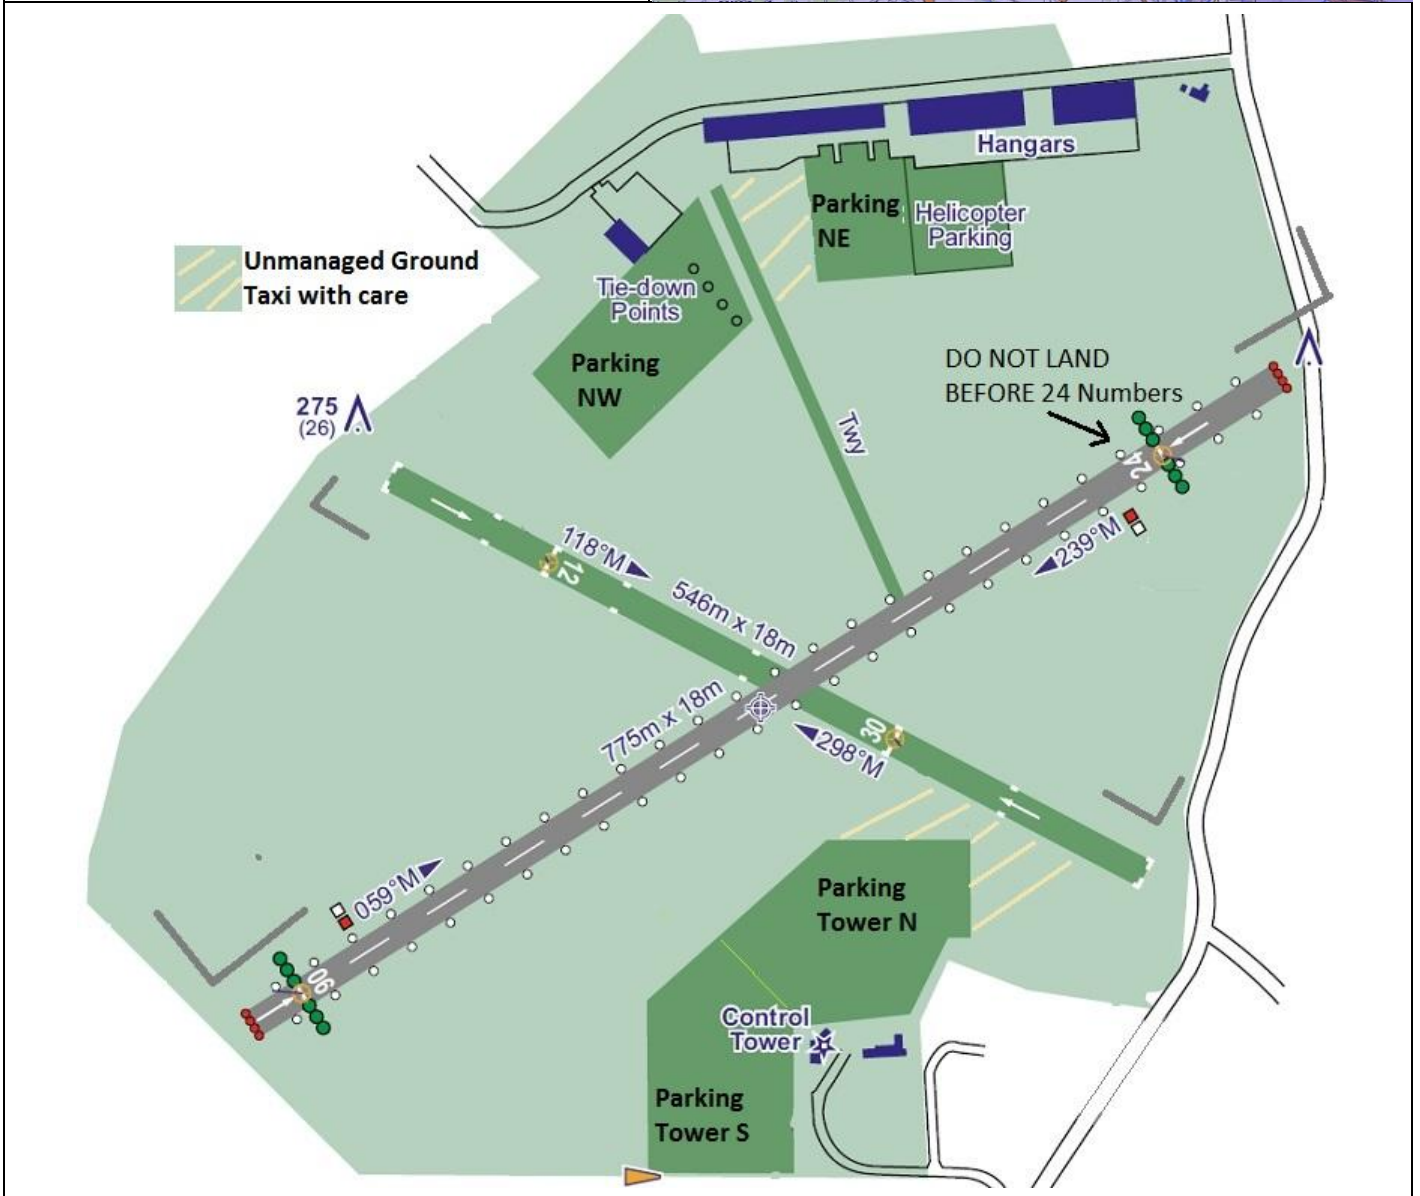 Hangars
Parking
NE
Helicopter
Parking
Unmanaged Ground
Taxi with care
Tie-down
Points
Parking
NW
DO NOT LAND
BEFORE 24 Numbers
275
(26)
Twy
24
239°M
118°M
12
546m x 18m
775m x 18m
30
298°M
059°M
06
Parking
Tower N
Control
Tower
Parking
Tower S